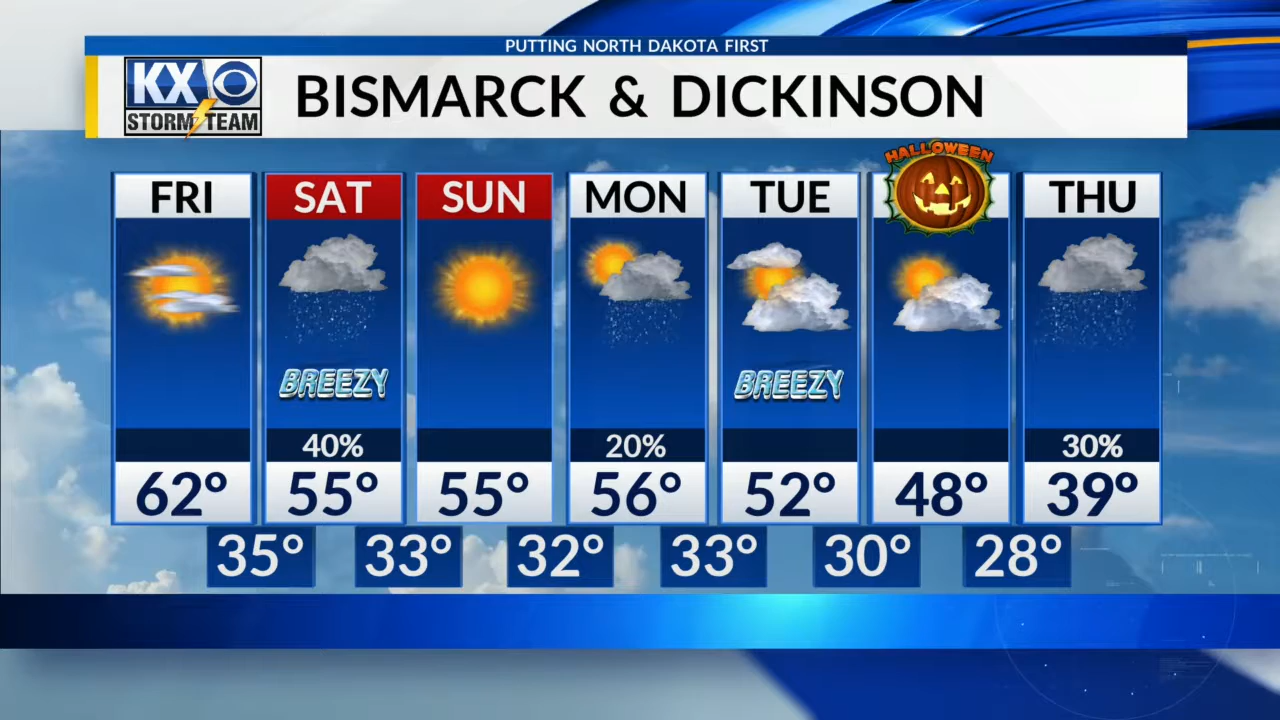 PUTTING NORTH DAKOTA FIRST
KX
STORM TEAM
BISMARCK & DICKINSON
HALLOWEEN
FRI SAT SUN MON TUE THU
BREEZY BREEZY
40% 20% 30%
62° 55° 55° 56° 52° 48° 39°
35° 33° 32° 33° 30° 28°